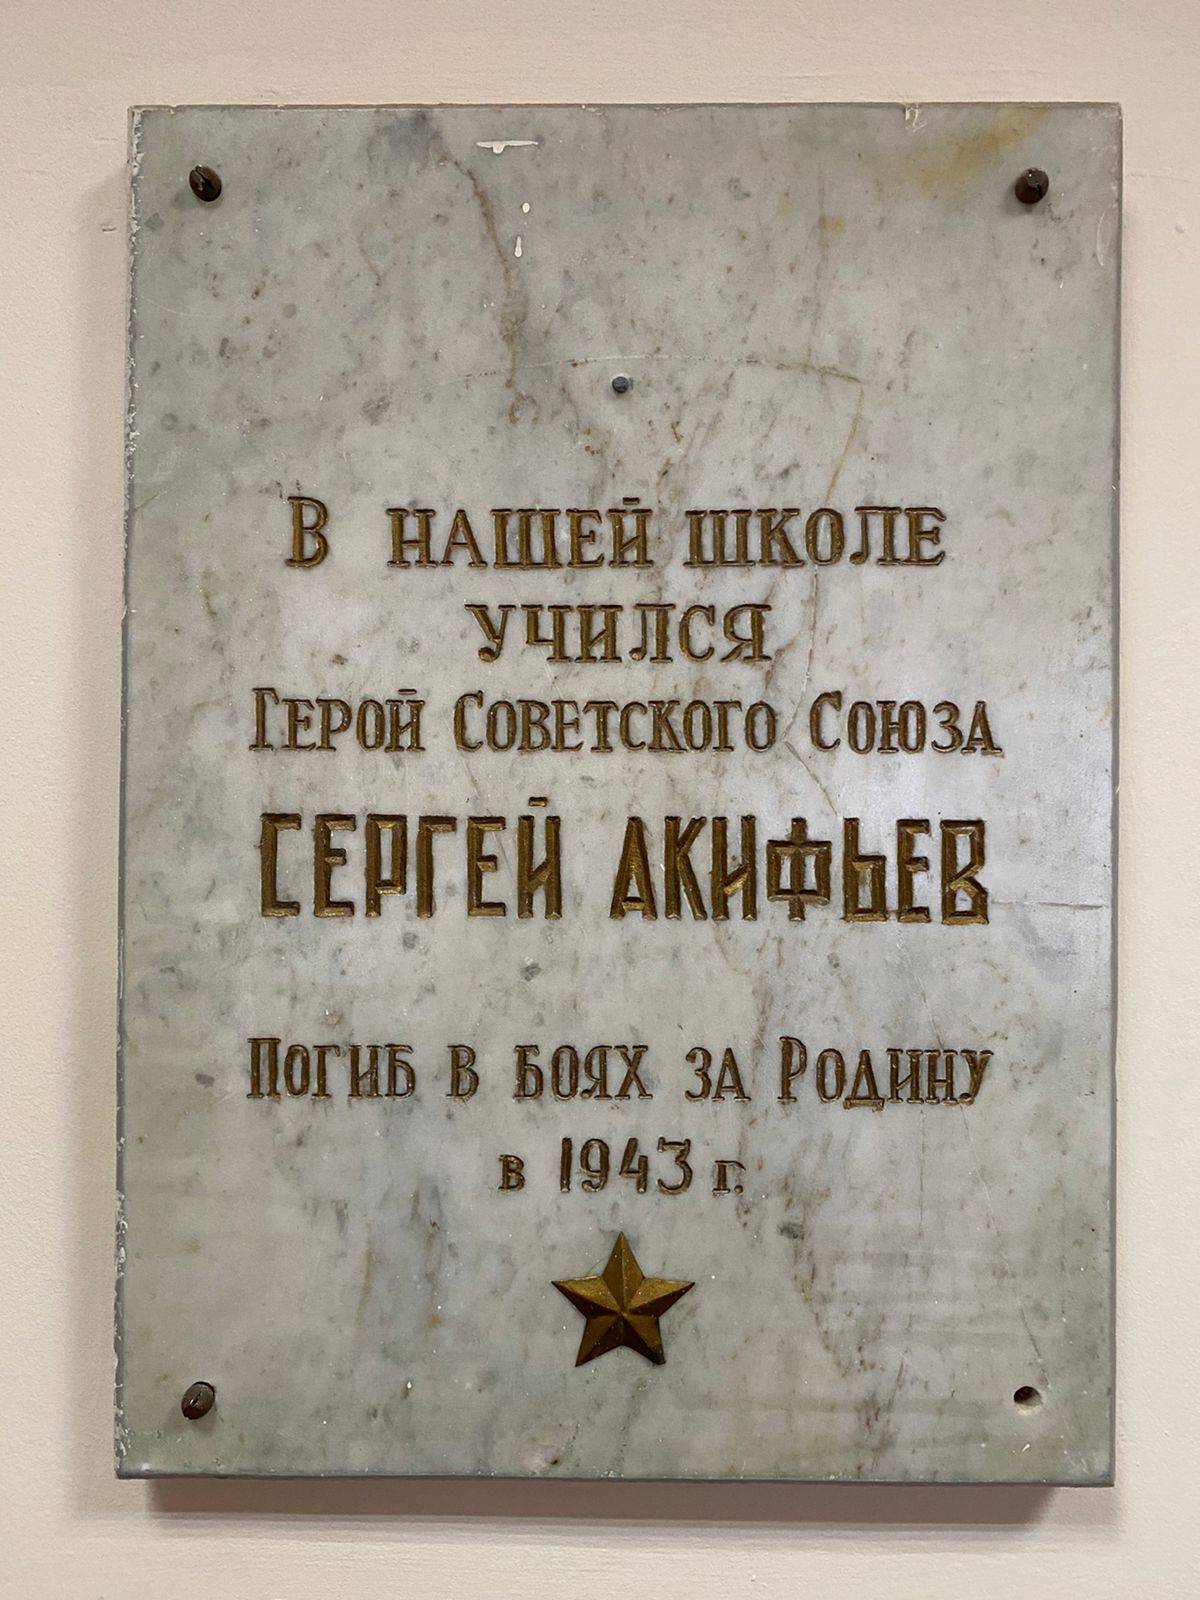 В НАШЕЙ ШКОЛЕ
УЧИЛСЯ
ГЕРОЙ СОВЕТСКОГО СОЮЗА
СЕРГЕЙ АКИФЬЕВ
ПОГИБ В БОЯХ ЗА РОДИНУ
В 1943 Г.